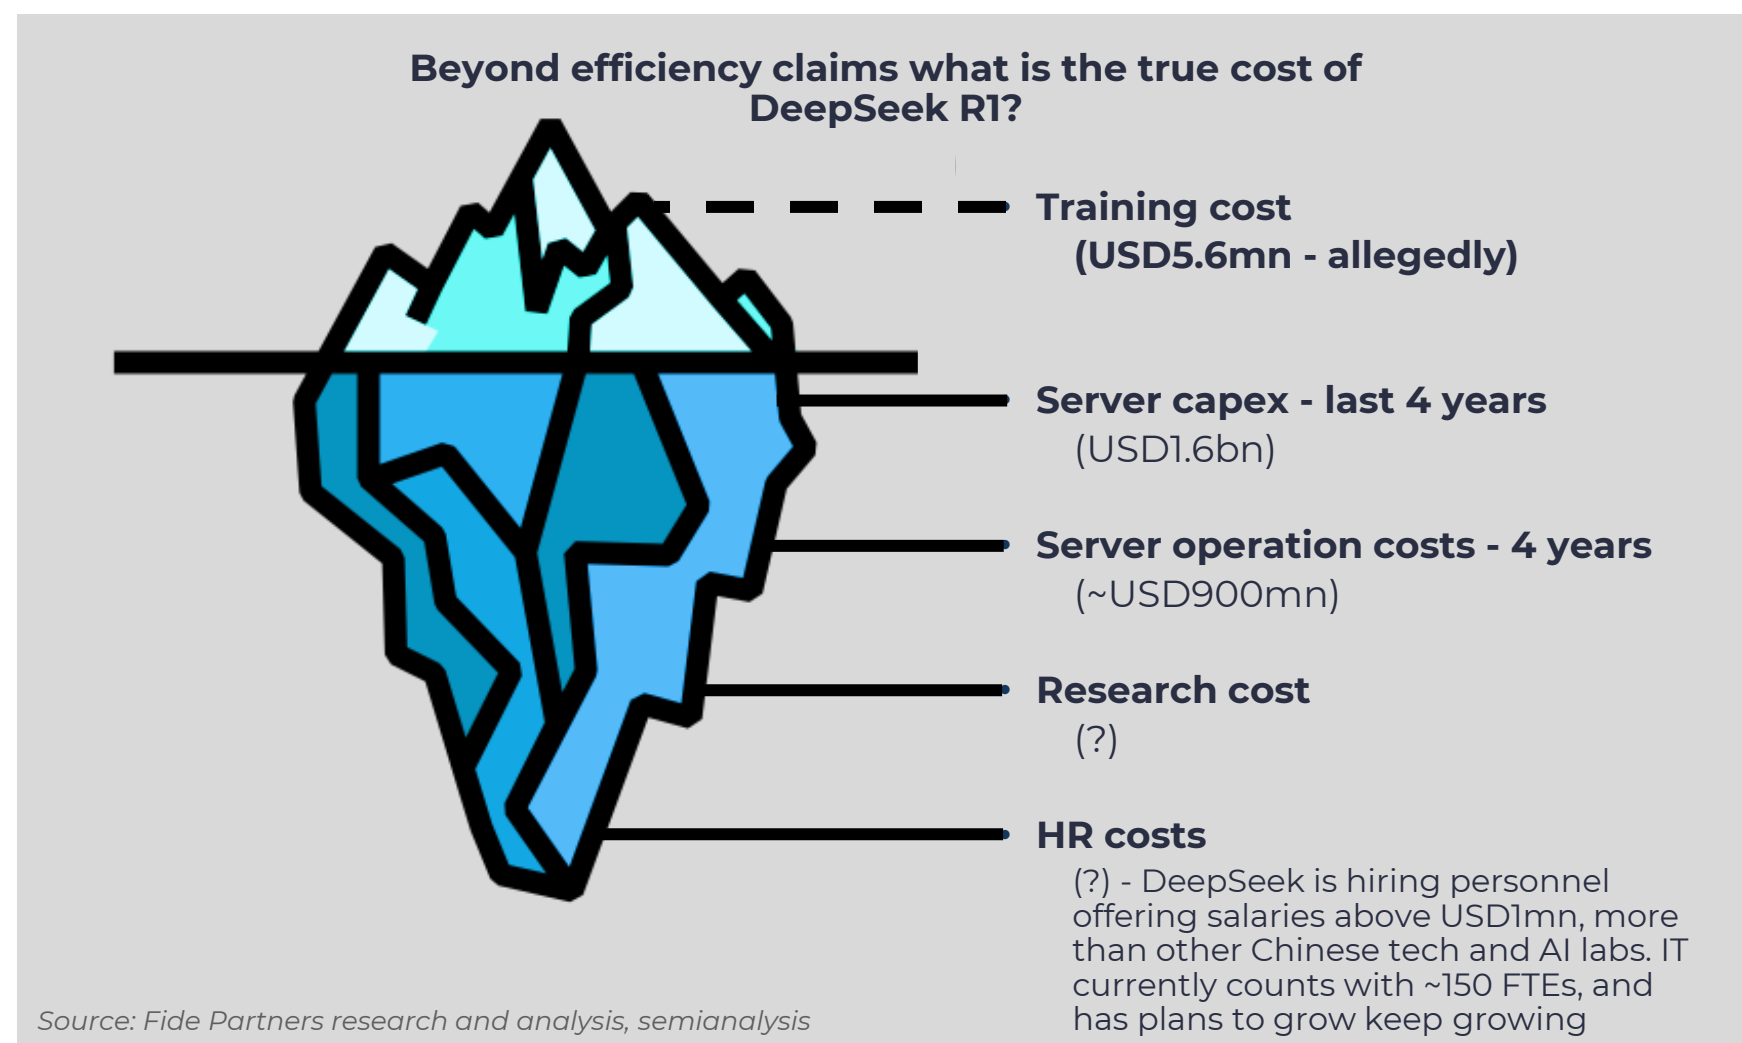 Beyond efficiency claims what is the true cost of
DeepSeek R1?
Training cost
(USD5.6mn - allegedly)
Server capex - last 4 years
(USD1.6bn)
Server operation costs - 4 years
(~USD900mn)
Research cost
(?)
HR costs
(?) - DeepSeek is hiring personnel
offering salaries above USD1mn, more
than other Chinese tech and AI labs. IT
currently counts with ~150 FTEs, and
has plans to grow keep growing
Source: Fide Partners research and analysis, semianalysis